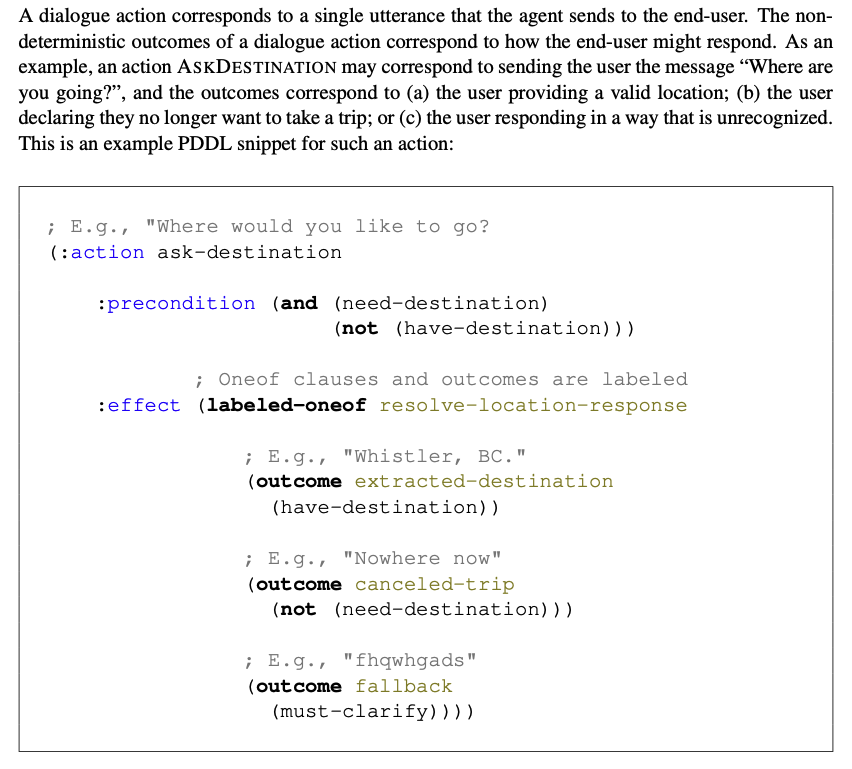 A dialogue action corresponds to a single utterance that the agent sends to the end-user. The non-
deterministic outcomes of a dialogue action correspond to how the end-user might respond. As an
example, an action ASKDESTINATION may correspond to sending the user the message “Where are
you going?”, and the outcomes correspond to (a) the user providing a valid location; (b) the user
declaring they no longer want to take a trip; or (c) the user responding in a way that is unrecognized.
This is an example PDDL snippet for such an action:
; E.g., "Where would you like to go?
(:action ask-destination
:precondition (and (need-destination)
(not (have-destination)))
; Oneof clauses and outcomes are labeled
:effect (labeled-oneof resolve-location-response
; E.g., "Whistler, BC."
(outcome extracted-destination
(have-destination))
; E.g., "Nowhere now"
(outcome canceled-trip
(not (need-destination)))
; E.g., "fhqwhgads"
(outcome fallback
(must-clarify))))